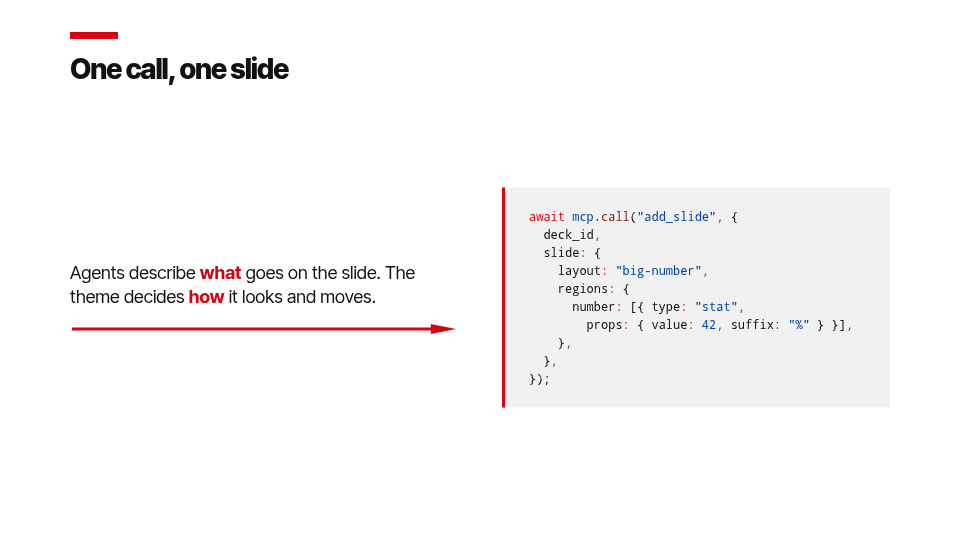 One call, one slide
Agents describe what goes on the slide. The
theme decides how it looks and moves.
await mcp.call("add_slide", {
  deck_id,
  slide: {
    layout: "big-number",
    regions: {
      number: [{ type: "stat",
        props: { value: 42, suffix: "%" } }],
    },
  },
});